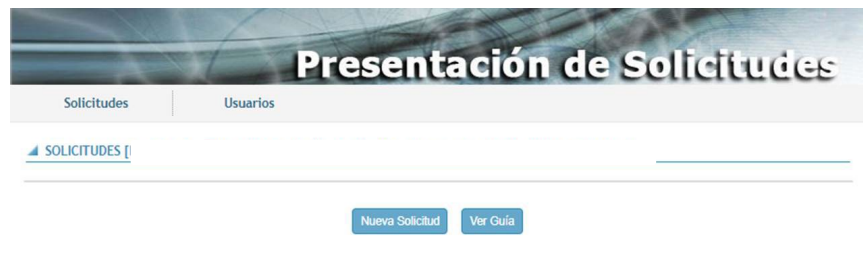 Presentación de Solicitudes
Solicitudes Usuarios
SOLICITUDES [
Nueva Solicitud Ver Guía